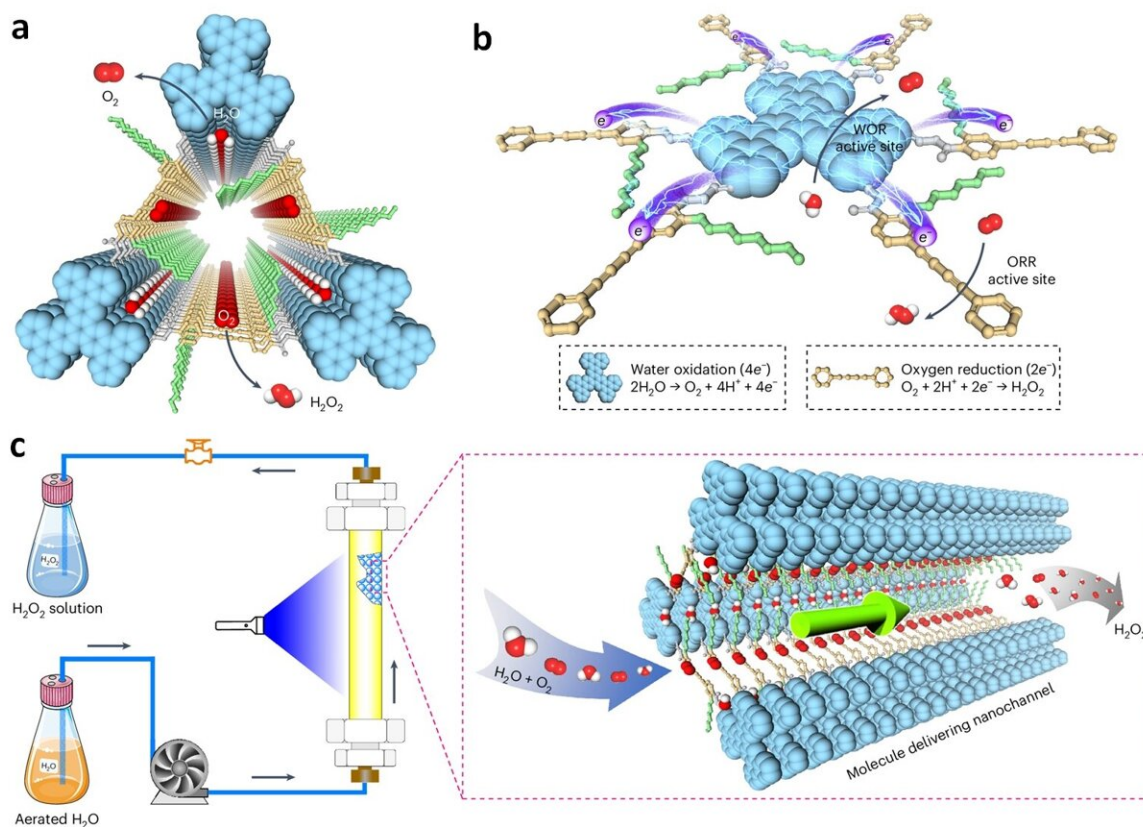 a
O₂
H₂O
O₂
H₂O₂
b
e⁻
e⁻
e⁻
e⁻
e⁻
e⁻
WOR
active site
ORR
active site
Water oxidation (4e⁻)
2H₂O → O₂ + 4H⁺ + 4e⁻
Oxygen reduction (2e⁻)
O₂ + 2H⁺ + 2e⁻ → H₂O₂
c
H₂O₂
H₂O₂ solution
H₂O
Aerated H₂O
H₂O + O₂
H₂O₂
Molecule delivering nanochannel